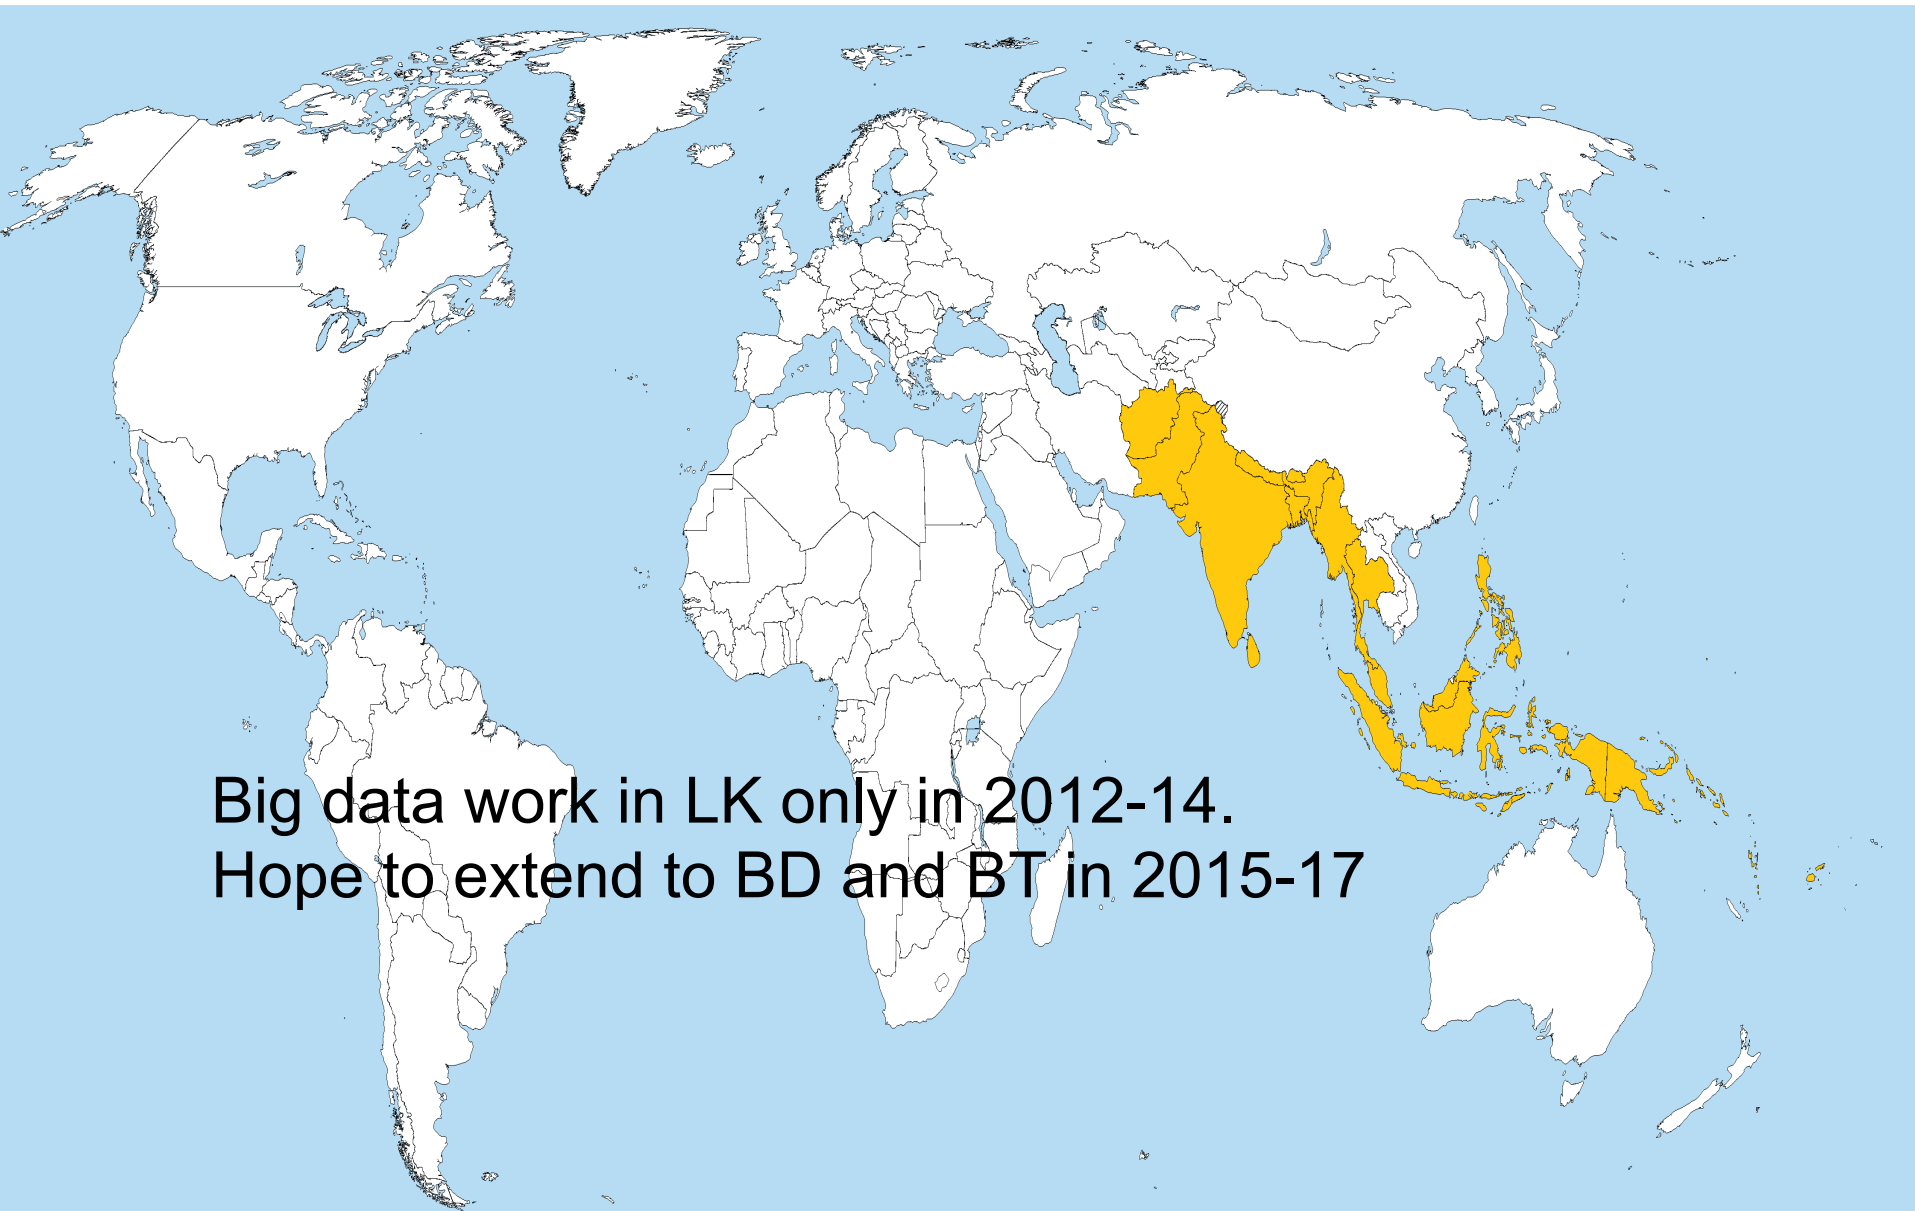 Big data work in LK only in 2012-14.
Hope to extend to BD and BT in 2015-17